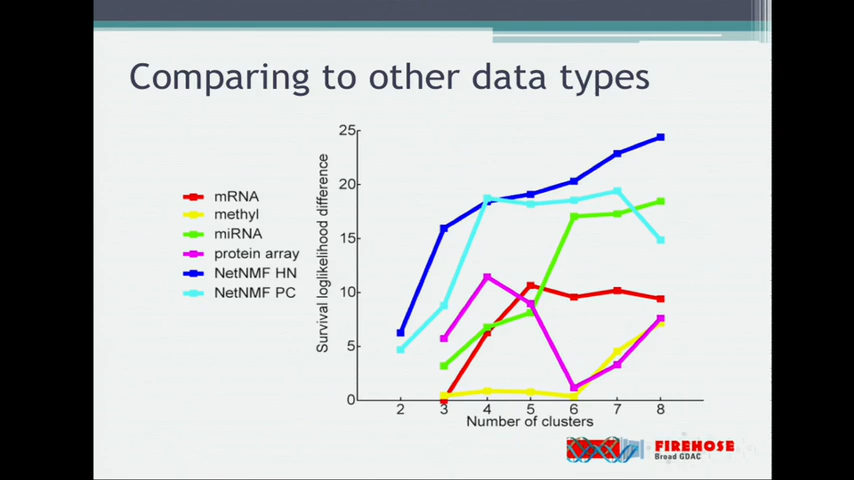 Comparing to other data types
Survival loglikelihood difference
25
20
15
10
5
0
mRNA
methyl
miRNA
protein array
NetNMF HN
NetNMF PC
2 3 4 5 6 7 8
Number of clusters
FIREHOSE
Broad GDAC